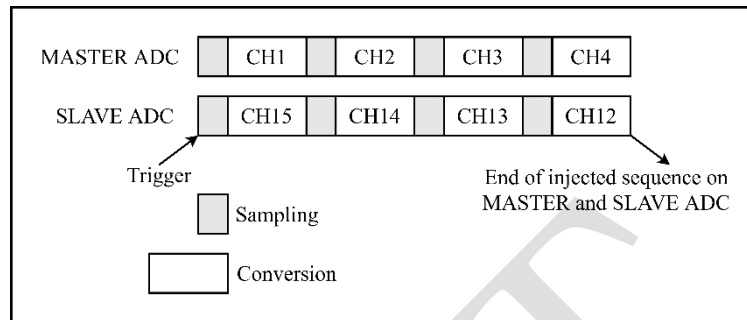 MASTER ADC CH1 CH2 CH3 CH4
SLAVE ADC CH15 CH14 CH13 CH12
Trigger
End of injected sequence on
MASTER and SLAVE ADC
Sampling
Conversion